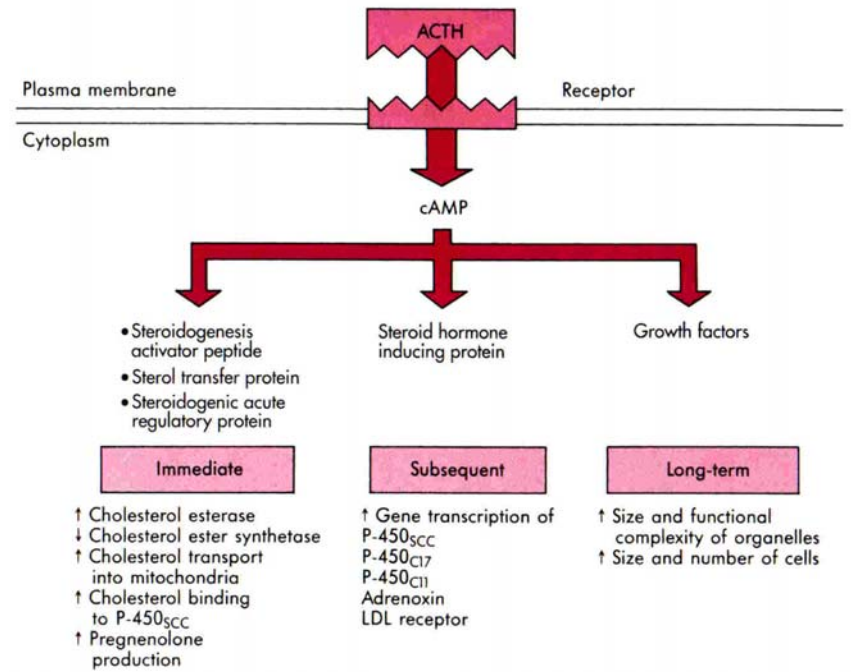 ACTH
Plasma membrane
Receptor
Cytoplasm
cAMP
• Steroidogenesis
activator peptide
• Sterol transfer protein
• Steroidogenic acute
regulatory protein
Steroid hormone
inducing protein
Growth factors
Immediate
↑ Cholesterol esterase
↓ Cholesterol ester synthetase
↑ Cholesterol transport
into mitochondria
↑ Cholesterol binding
to P-450SCC
↑ Pregnenolone
production
Subsequent
↑ Gene transcription of
P-450SCC
P-450C17
P-450C11
Adrenoxin
LDL receptor
Long-term
↑ Size and functional
complexity of organelles
↑ Size and number of cells